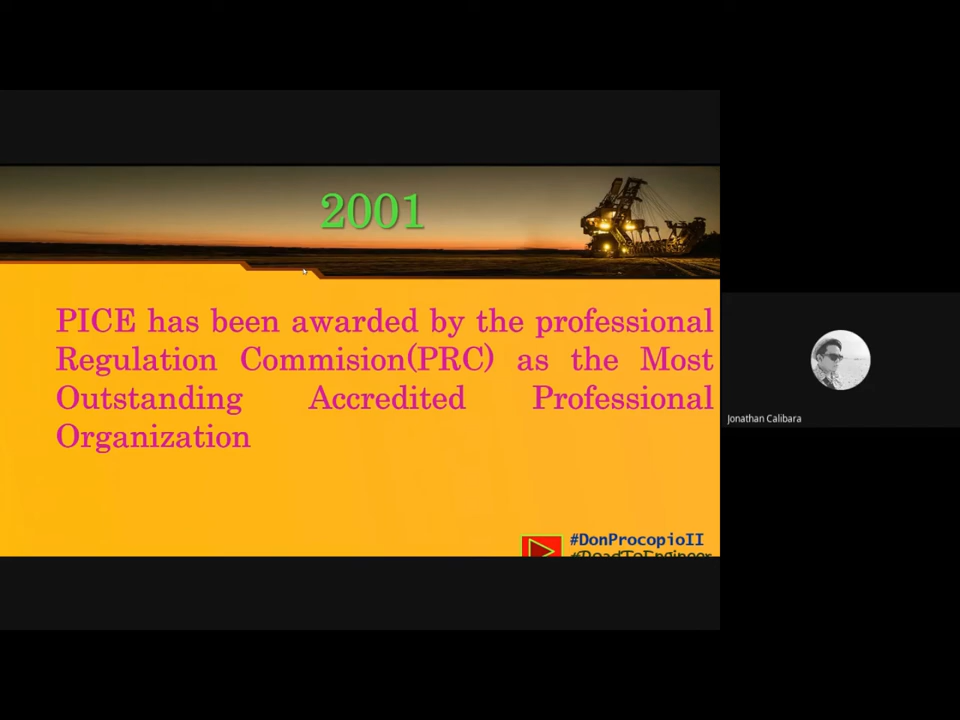 2001
PICE has been awarded by the professional
Regulation Commision(PRC) as the Most
Outstanding Accredited Professional
Organization
#DonProcopioII
#RoadToEngineer
Jonathan Calibara